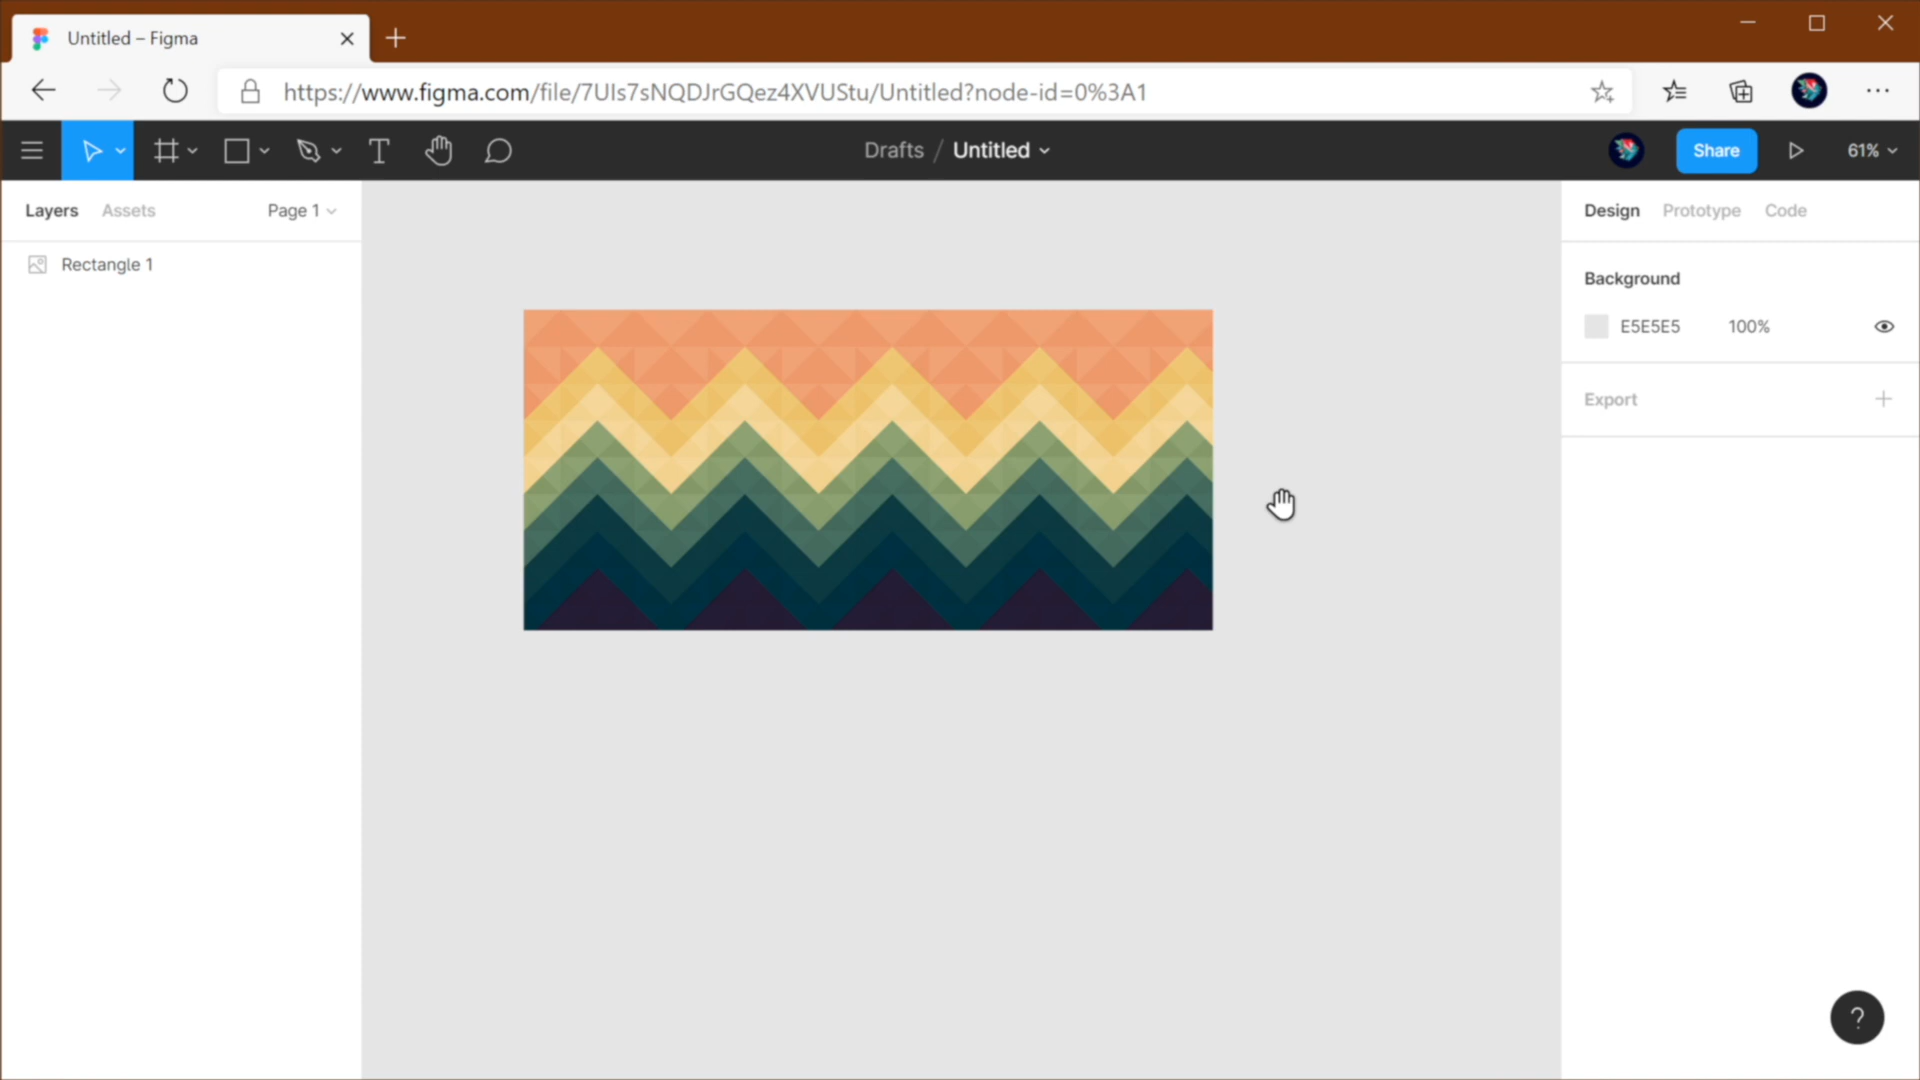 Untitled – Figma
https://www.figma.com/file/7UIs7sNQDJrGQez4XVUStu/Untitled?node-id=0%3A1
Drafts / Untitled
Share
61%
Layers
Assets
Page 1
Design
Prototype
Code
Rectangle 1
Background
E5E5E5
100%
Export
?